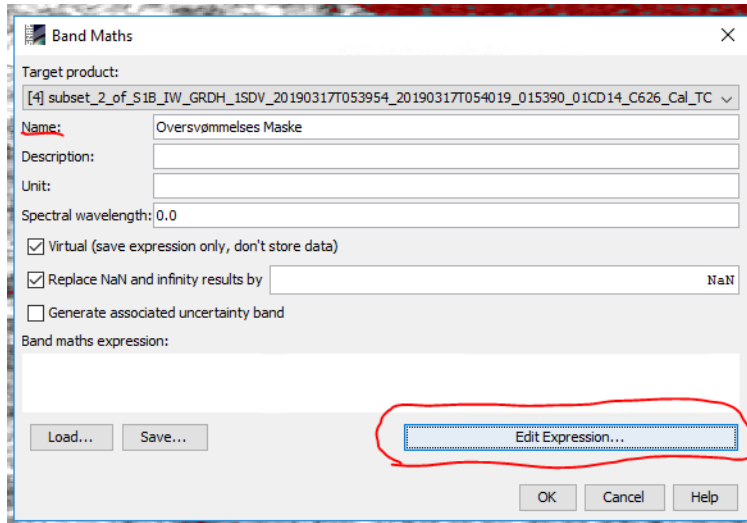 Band Maths
Target product:
[4] subset_2_of_S1B_IW_GRDH_1SDV_20190317T053954_20190317T054019_015390_01CD14_C626_Cal_TC
Name: Oversvømmelses Maske
Description:
Unit:
Spectral wavelength: 0.0
Virtual (save expression only, don't store data)
Replace NaN and infinity results by NaN
Generate associated uncertainty band
Band maths expression:
Load... Save... Edit Expression...
OK Cancel Help